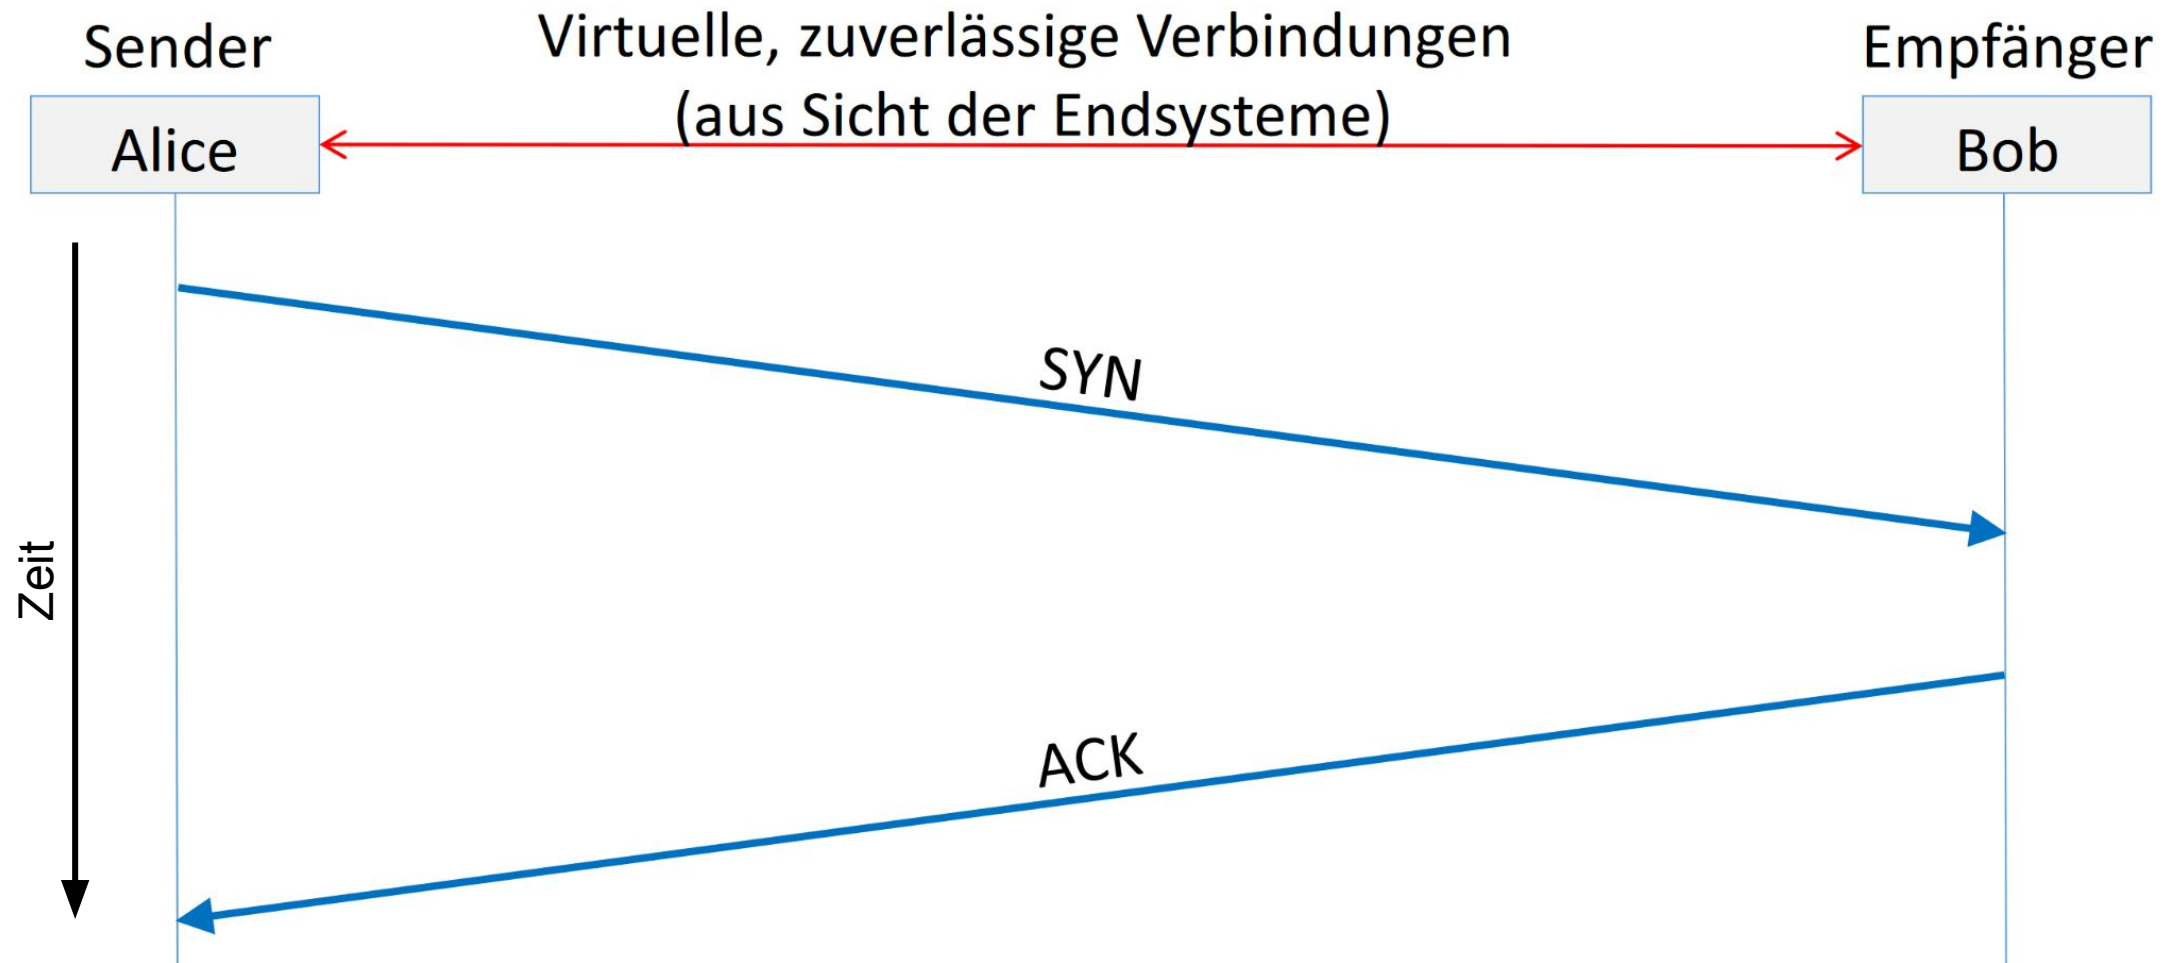 Sender
Virtuelle, zuverlässige Verbindungen
(aus Sicht der Endsysteme)
Empfänger
Alice
Bob
SYN
Zeit
ACK